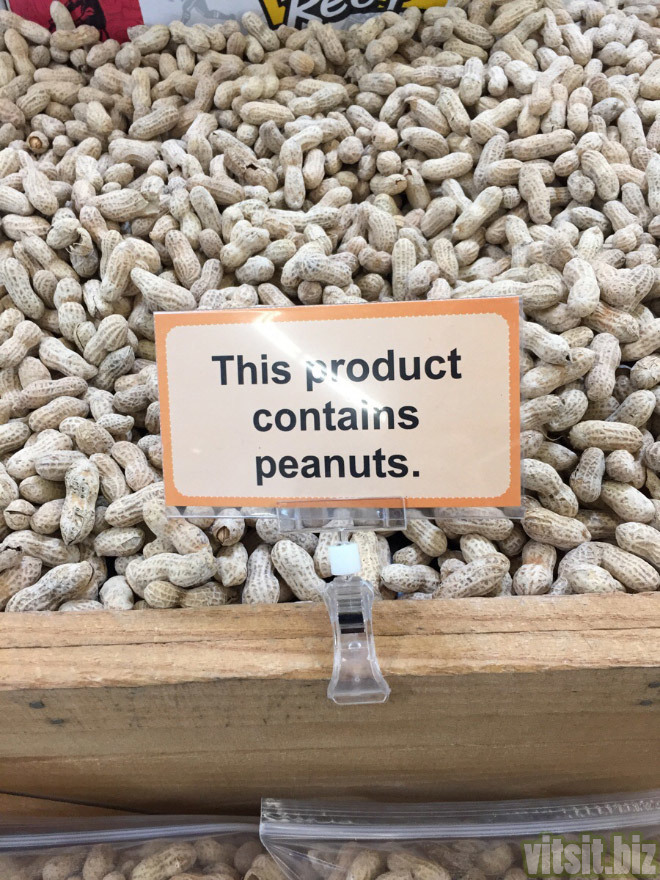 This product
contains
peanuts.
vitsit.biz